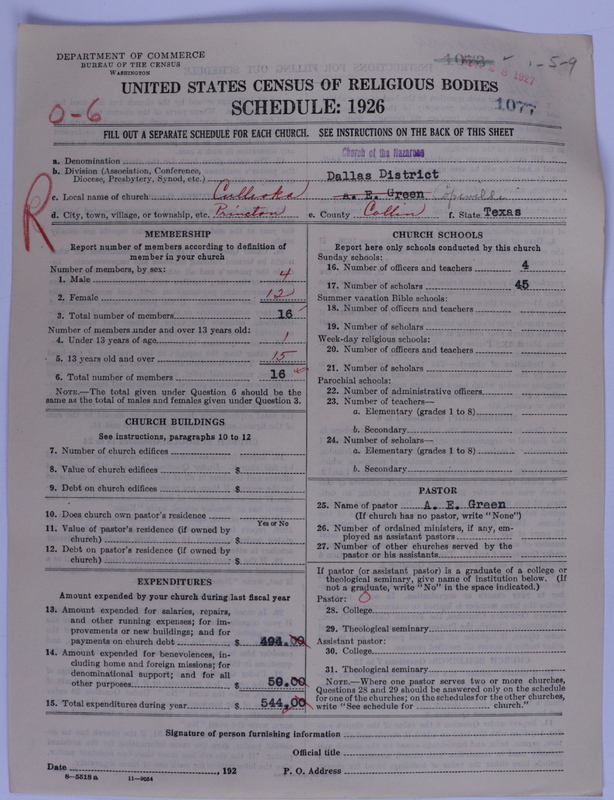 DEPARTMENT OF COMMERCE
BUREAU OF THE CENSUS
WASHINGTON
1-5-9
8 1927
UNITED STATES CENSUS OF RELIGIOUS BODIES
0-6
SCHEDULE: 1926
1077
FILL OUT A SEPARATE SCHEDULE FOR EACH CHURCH. SEE INSTRUCTIONS ON THE BACK OF THIS SHEET
a. Denomination Church of the Nazarene
b. Division (Association, Conference, Diocese, Presbytery, Synod, etc.) Dallas District
R
c. Local name of church Culleoka A. E. Green
d. City, town, village, or township, etc. Princeton e. County Collin f. State Texas
MEMBERSHIP
Report number of members according to definition of
member in your church
Number of members, by sex:
1. Male 4
2. Female 12
3. Total number of members 16
Number of members under and over 13 years old:
4. Under 13 years of age 1
5. 13 years old and over 15
6. Total number of members 16
NOTE.—The total given under Question 6 should be
same as the total of males and females given under Question 3.
CHURCH BUILDINGS
See instructions, paragraphs 10 to 12
7. Number of church edifices
8. Value of church edifices $
9. Debt on church edifices $
10. Does church own pastor's residence
Yes or No
11. Value of pastor's residence (if owned by
church) $
12. Debt on pastor's residence (if owned by
church) $
EXPENDITURES
Amount expended by your church during last fiscal year
13. Amount expended for salaries, repairs,
and other running expenses; for im-
provements or new buildings; and for
payments on church debt $ 494.00
14. Amount expended for benevolences, in-
cluding home and foreign missions; for
denominational support; and for all
other purposes $ 50.00
15. Total expenditures during year $ 544.00
CHURCH SCHOOLS
Report here only schools conducted by this church
Sunday schools:
16. Number of officers and teachers 4
17. Number of scholars 45
Summer vacation Bible schools:
18. Number of officers and teachers
19. Number of scholars
Week-day religious schools:
20. Number of officers and teachers
21. Number of scholars
Parochial schools:
22. Number of administrative officers
23. Number of teachers—
a. Elementary (grades 1 to 8)
b. Secondary
24. Number of scholars—
a. Elementary (grades 1 to 8)
b. Secondary
PASTOR
25. Name of pastor A. E. Green
(If church has no pastor, write "None")
26. Number of ordained ministers, if any, em-
ployed as assistant pastors
27. Number of other churches served by the
pastor or his assistants
If pastor (or assistant pastor) is a graduate of a college or
theological seminary, give name of institution below. (If
not a graduate, write "No" in the space indicated.)
Pastor: 0
28. College
29. Theological seminary
Assistant pastor:
30. College
31. Theological seminary
NOTE.—Where one pastor serves two or more churches,
Questions 28 and 29 should be answered only on the schedule
for one of the churches; on the schedules for the other churches,
write "See schedule for church."
Signature of person furnishing information
Official title
Date , 192 P. O. Address
8-5518 a 11-9054